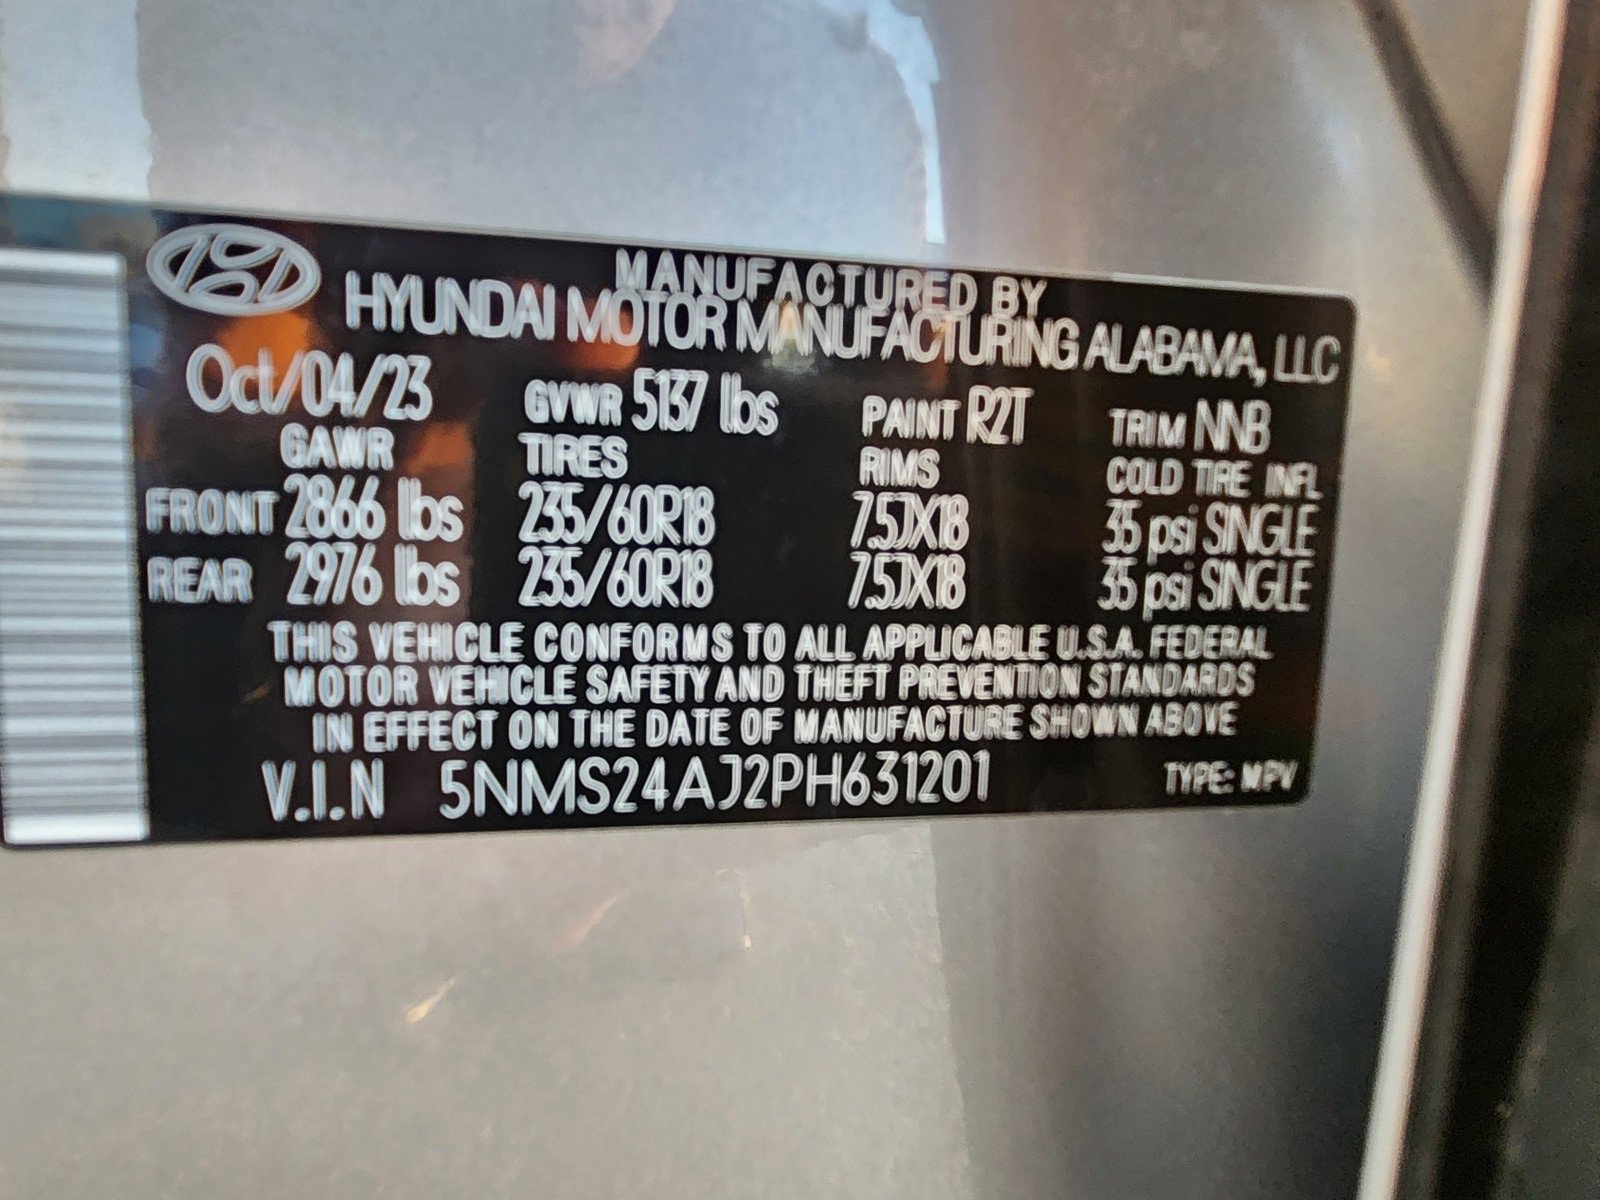 MANUFACTURED BY
HYUNDAI MOTOR MANUFACTURING ALABAMA, LLC
Oct/04/23 GVWR 5137 lbs PAINT R2T TRIM NNB
GAWR TIRES RIMS COLD TIRE INFL
FRONT 2866 lbs 235/60R18 7.5JX18 35 psi SINGLE
REAR 2976 lbs 235/60R18 7.5JX18 35 psi SINGLE
THIS VEHICLE CONFORMS TO ALL APPLICABLE U.S.A. FEDERAL
MOTOR VEHICLE SAFETY AND THEFT PREVENTION STANDARDS
IN EFFECT ON THE DATE OF MANUFACTURE SHOWN ABOVE
V.I.N 5NMS24AJ2PH631201 TYPE: MPV